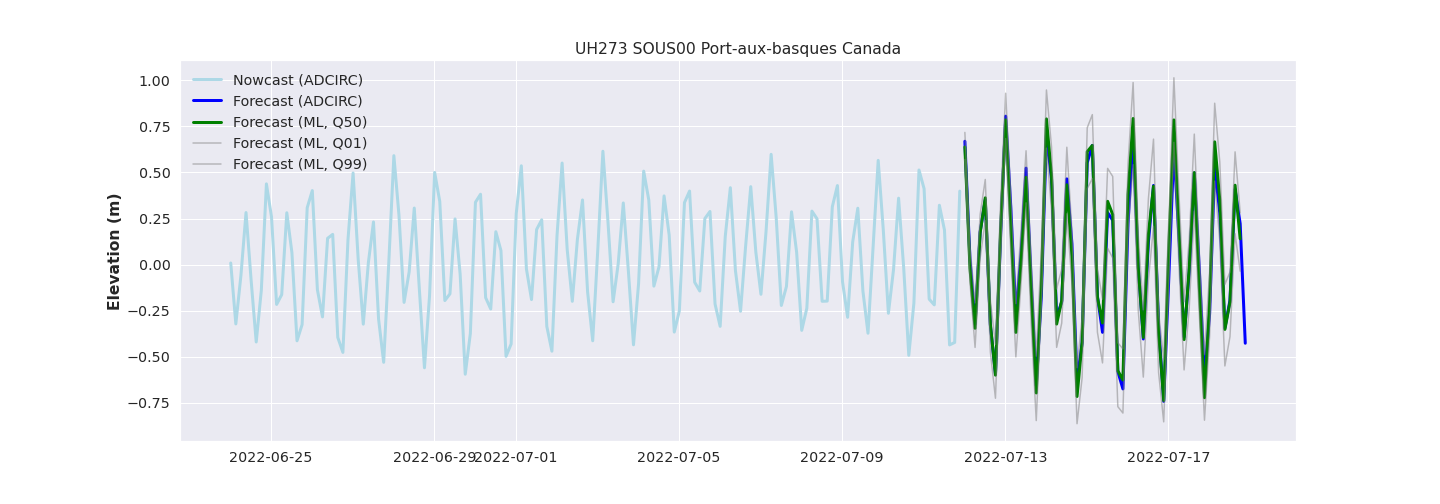 UH273 SOUS00 Port-aux-basques Canada
Nowcast (ADCIRC)
Forecast (ADCIRC)
Forecast (ML, Q50)
Forecast (ML, Q01)
Forecast (ML, Q99)
Elevation (m)
1.00
0.75
0.50
0.25
0.00
−0.25
−0.50
−0.75
2022-06-25
2022-06-29
2022-07-01
2022-07-05
2022-07-09
2022-07-13
2022-07-17